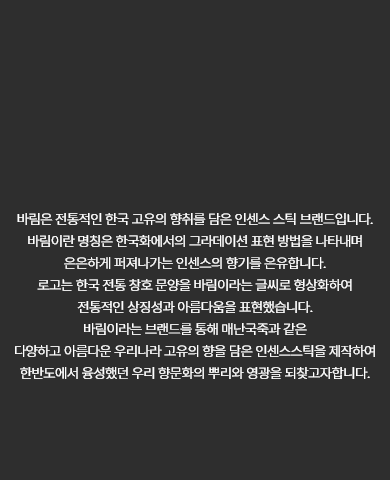 바림은 전통적인 한국 고유의 향취를 담은 인센스 스틱 브랜드입니다.
바림이란 명칭은 한국화에서의 그라데이션 표현 방법을 나타내며
은은하게 퍼져나가는 인센스의 향기를 은유합니다.
로고는 한국 전통 창호 문양을 바림이라는 글씨로 형상화하여
전통적인 상징성과 아름다움을 표현했습니다.
바림이라는 브랜드를 통해 매난국죽과 같은
다양하고 아름다운 우리나라 고유의 향을 담은 인센스스틱을 제작하여
한반도에서 융성했던 우리 향문화의 뿌리와 영광을 되찾고자합니다.